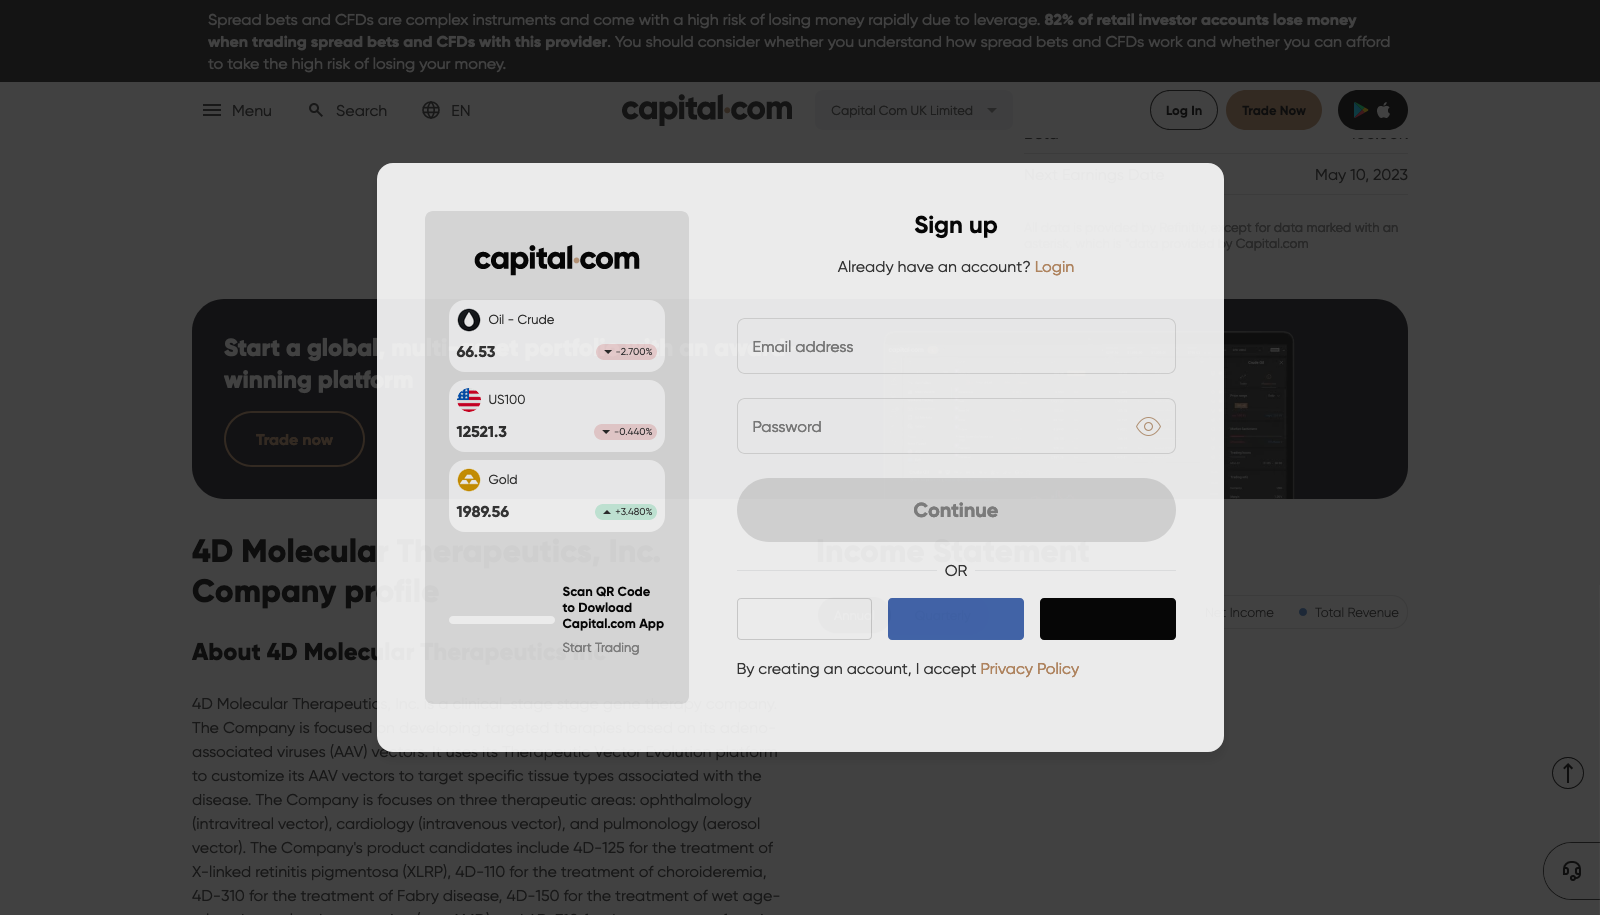 Spread bets and CFDs are complex instruments and come with a high risk of losing money rapidly due to leverage. 82% of retail investor accounts lose money
when trading spread bets and CFDs with this provider. You should consider whether you understand how spread bets and CFDs work and whether you can afford
to take the high risk of losing your money.
Menu
Search
EN
capital.com
Capital Com UK Limited
Log In
Trade Now
Next Earnings Date
May 10, 2023
except for data marked with an
by Capital.com
Start a global, multi-asset portfolio with an award
winning platform
Trade now
capital.com
Oil - Crude
66.53
-2.700%
US100
12521.3
-0.440%
Gold
1989.56
+3.480%
Scan QR Code
to Dowload
Capital.com App
Start Trading
Sign up
Already have an account? Login
Email address
Password
Continue
OR
By creating an account, I accept Privacy Policy
4D Molecular Therapeutics, Inc.
Company profile
Income Statement
Income
Total Revenue
About 4D Molecular Therapeutics Inc
4D Molecular Therapeutics
The Company is focused
associated viruses (AAV) vectors. It uses its Therapeutic Vector Evolution platform
to customize its AAV vectors to target specific tissue types associated with the
disease. The Company is focuses on three therapeutic areas: ophthalmology
(intravitreal vector), cardiology (intravenous vector), and pulmonology (aerosol
vector). The Company's product candidates include 4D-125 for the treatment of
X-linked retinitis pigmentosa (XLRP), 4D-110 for the treatment of choroideremia,
4D-310 for the treatment of Fabry disease, 4D-150 for the treatment of wet age-